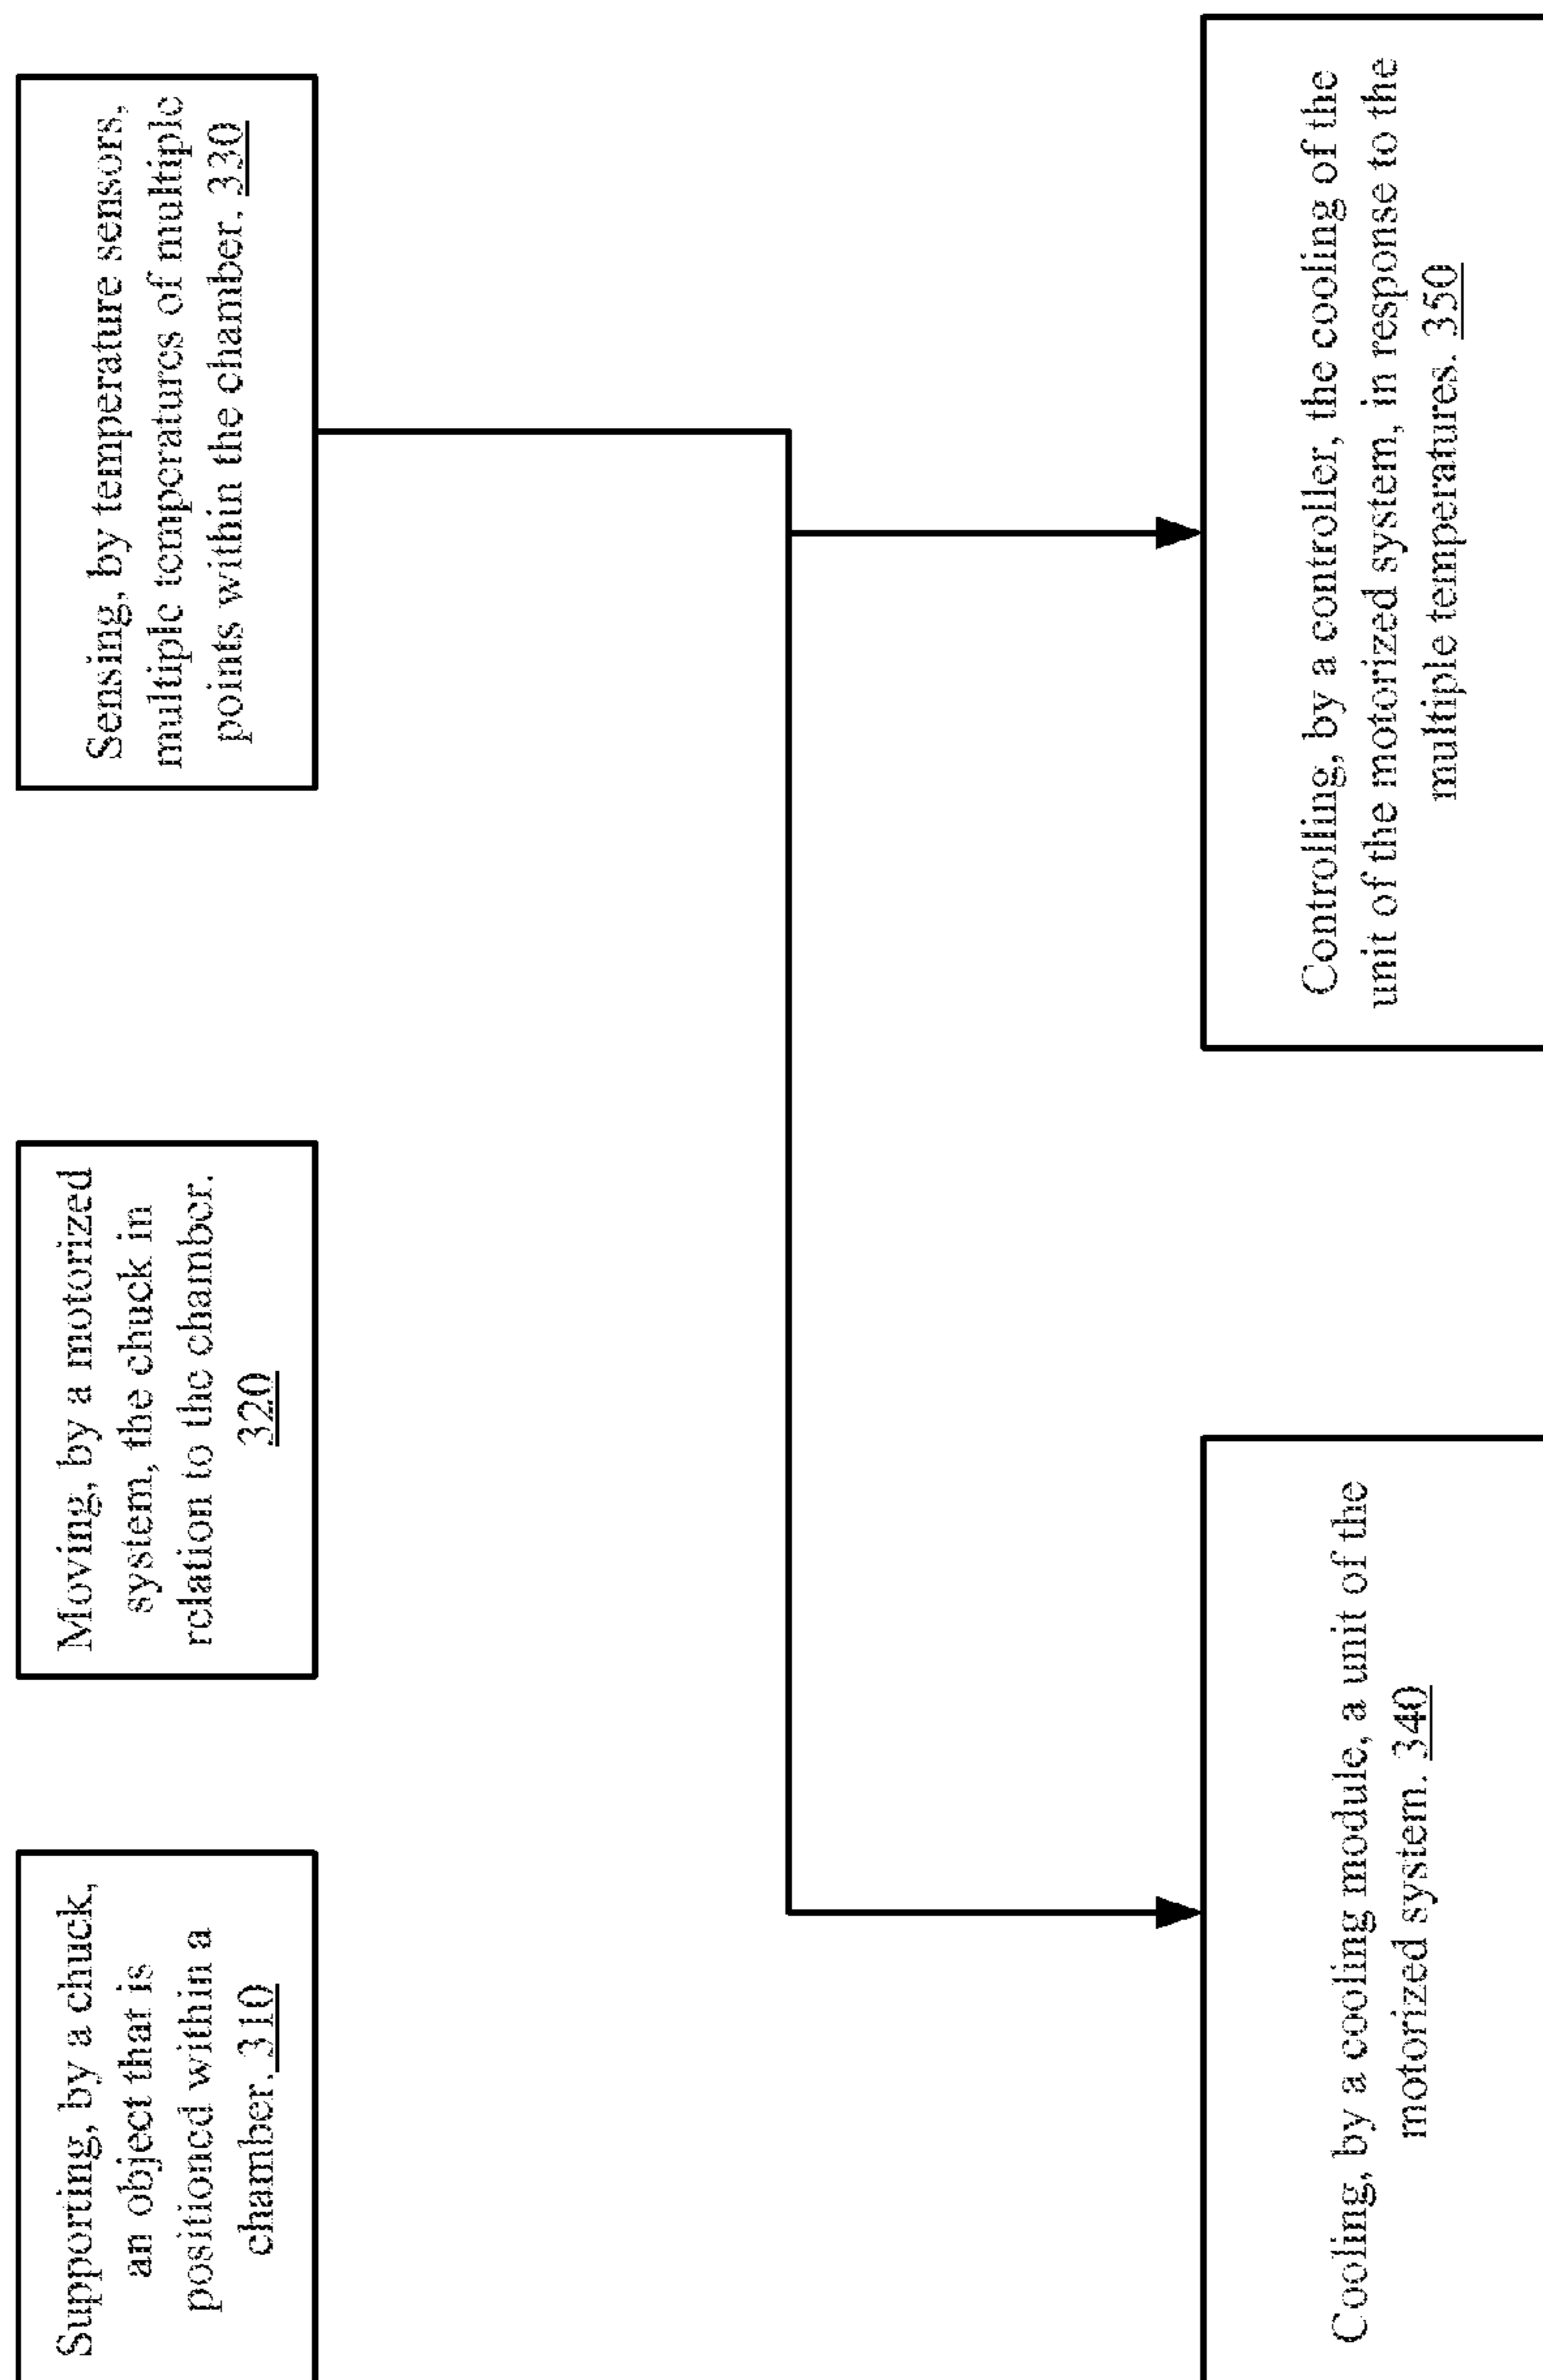 Supporting, by a chuck,
an object that is
positioned within a
chamber. 310
Moving, by a motorized
system, the chuck in
relation to the chamber.
320
Sensing, by temperature sensors,
multiple temperatures of multiple
points within the chamber. 330
Cooling, by a cooling module, a unit of the
motorized system. 340
Controlling, by a controller, the cooling of the
unit of the motorized system, in response to the
multiple temperatures. 350